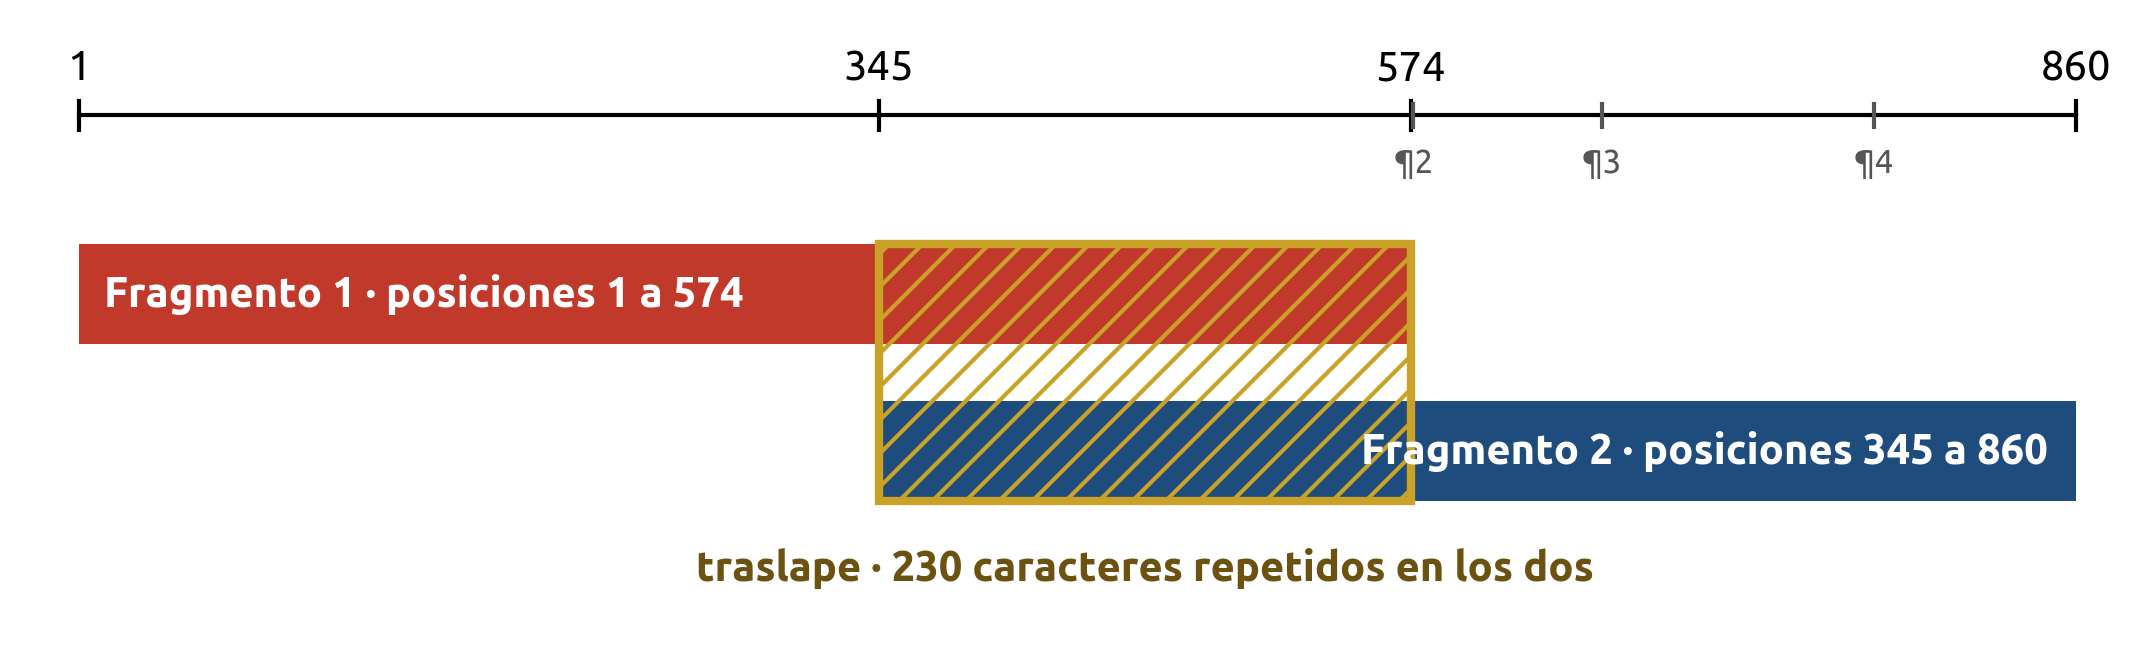 1 345 574 860
¶2 ¶3 ¶4
Fragmento 1 · posiciones 1 a 574
Fragmento 2 · posiciones 345 a 860
traslape · 230 caracteres repetidos en los dos